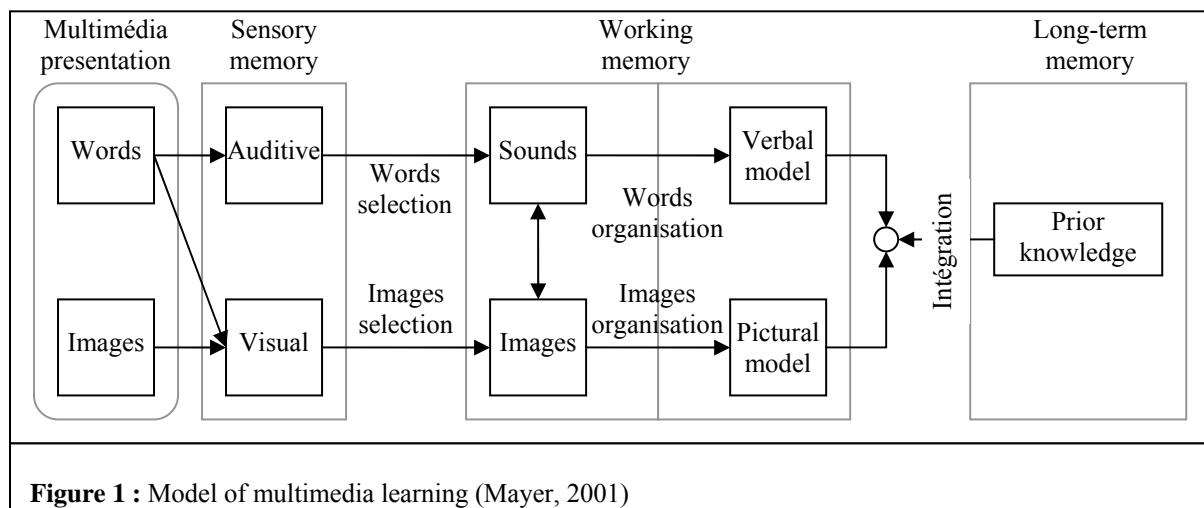 Multimédia
presentation
Sensory
memory
Working
memory
Long-term
memory
Words
Auditive
Words
selection
Sounds
Words
organisation
Verbal
model
Intégration
Prior
knowledge
Images
Visual
Images
selection
Images
Images
organisation
Pictural
model
Figure 1 : Model of multimedia learning (Mayer, 2001)